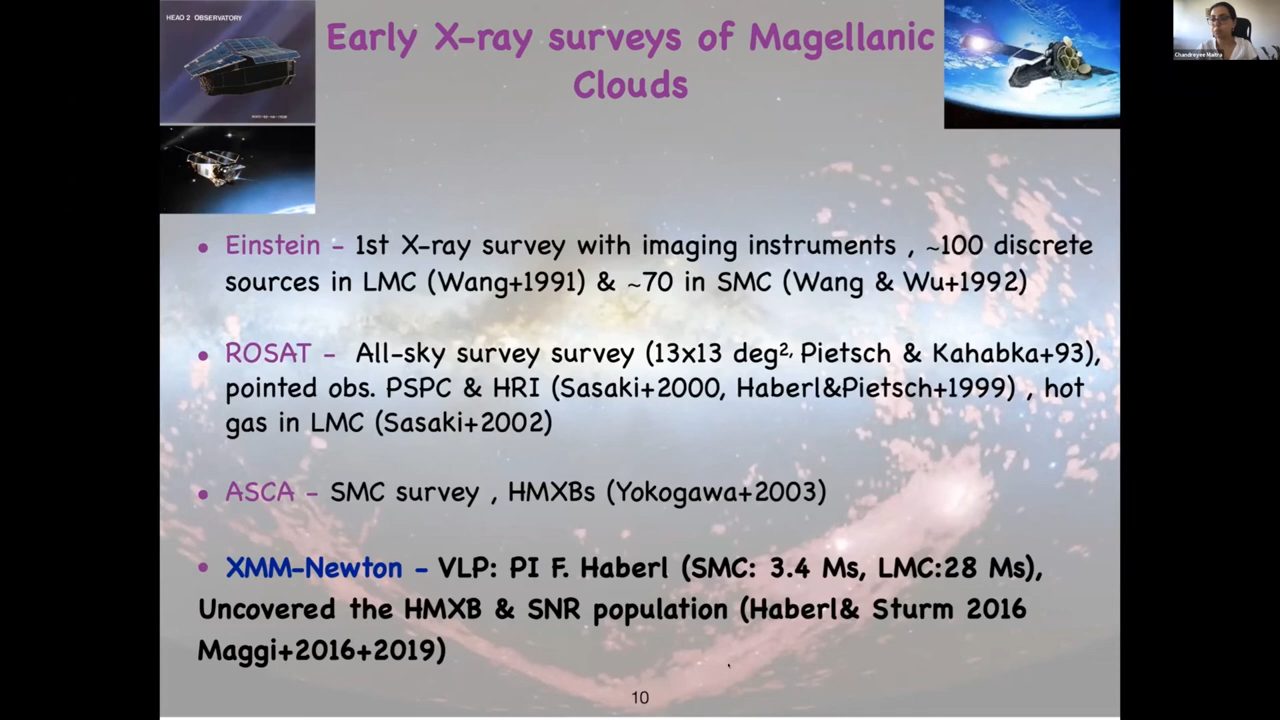 HEAO 2 OBSERVATORY
Early X-ray surveys of Magellanic
Clouds
Chandreyee Maitra
• Einstein - 1st X-ray survey with imaging instruments , ~100 discrete
sources in LMC (Wang+1991) & ~70 in SMC (Wang & Wu+1992)
• ROSAT - All-sky survey survey (13x13 deg², Pietsch & Kahabka+93),
pointed obs. PSPC & HRI (Sasaki+2000, Haberl&Pietsch+1999) , hot
gas in LMC (Sasaki+2002)
• ASCA - SMC survey , HMXBs (Yokogawa+2003)
• XMM-Newton - VLP: PI F. Haberl (SMC: 3.4 Ms, LMC:28 Ms),
Uncovered the HMXB & SNR population (Haberl& Sturm 2016
Maggi+2016+2019)
10